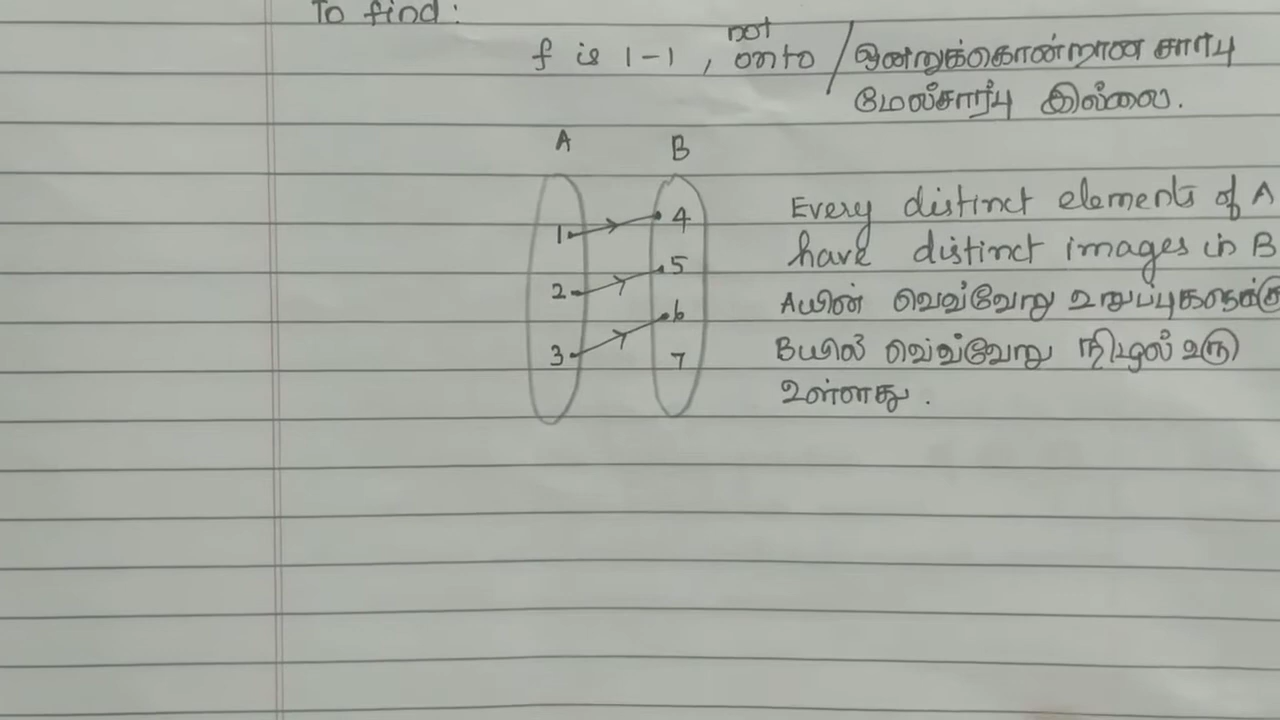 To find:
not
f is 1-1, onto / ஒன்றுக்கொன்றான சார்பு
மேல்சார்பு இல்லை.
A B
1 4
2 5
3 6
7
Every distinct elements of A
have distinct images in B
Aயின் வெவ்வேறு உறுப்புகளுக்கு
Bயில் வெவ்வேறு நிழல் உரு
உள்ளது.